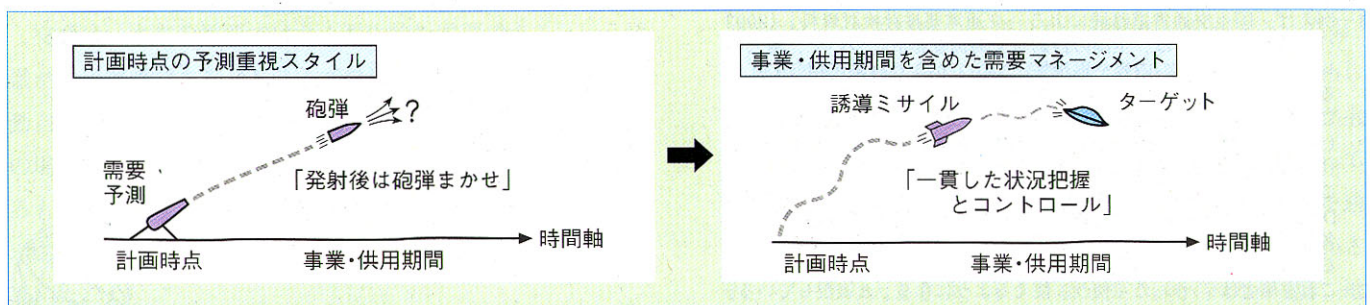 計画時点の予測重視スタイル
砲弾
?
需要
予測
「発射後は砲弾まかせ」
時間軸
計画時点
事業・供用期間
事業・供用期間を含めた需要マネージメント
誘導ミサイル
ターゲット
「一貫した状況把握
とコントロール」
時間軸
計画時点
事業・供用期間